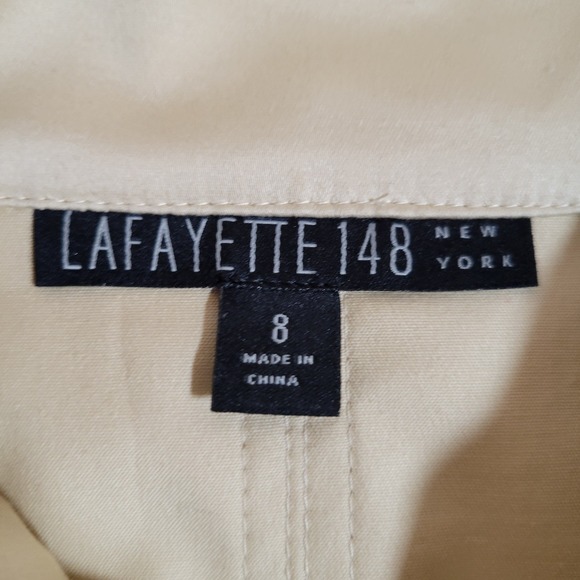 LAFAYETTE 148 NEW YORK
8
MADE IN
CHINA